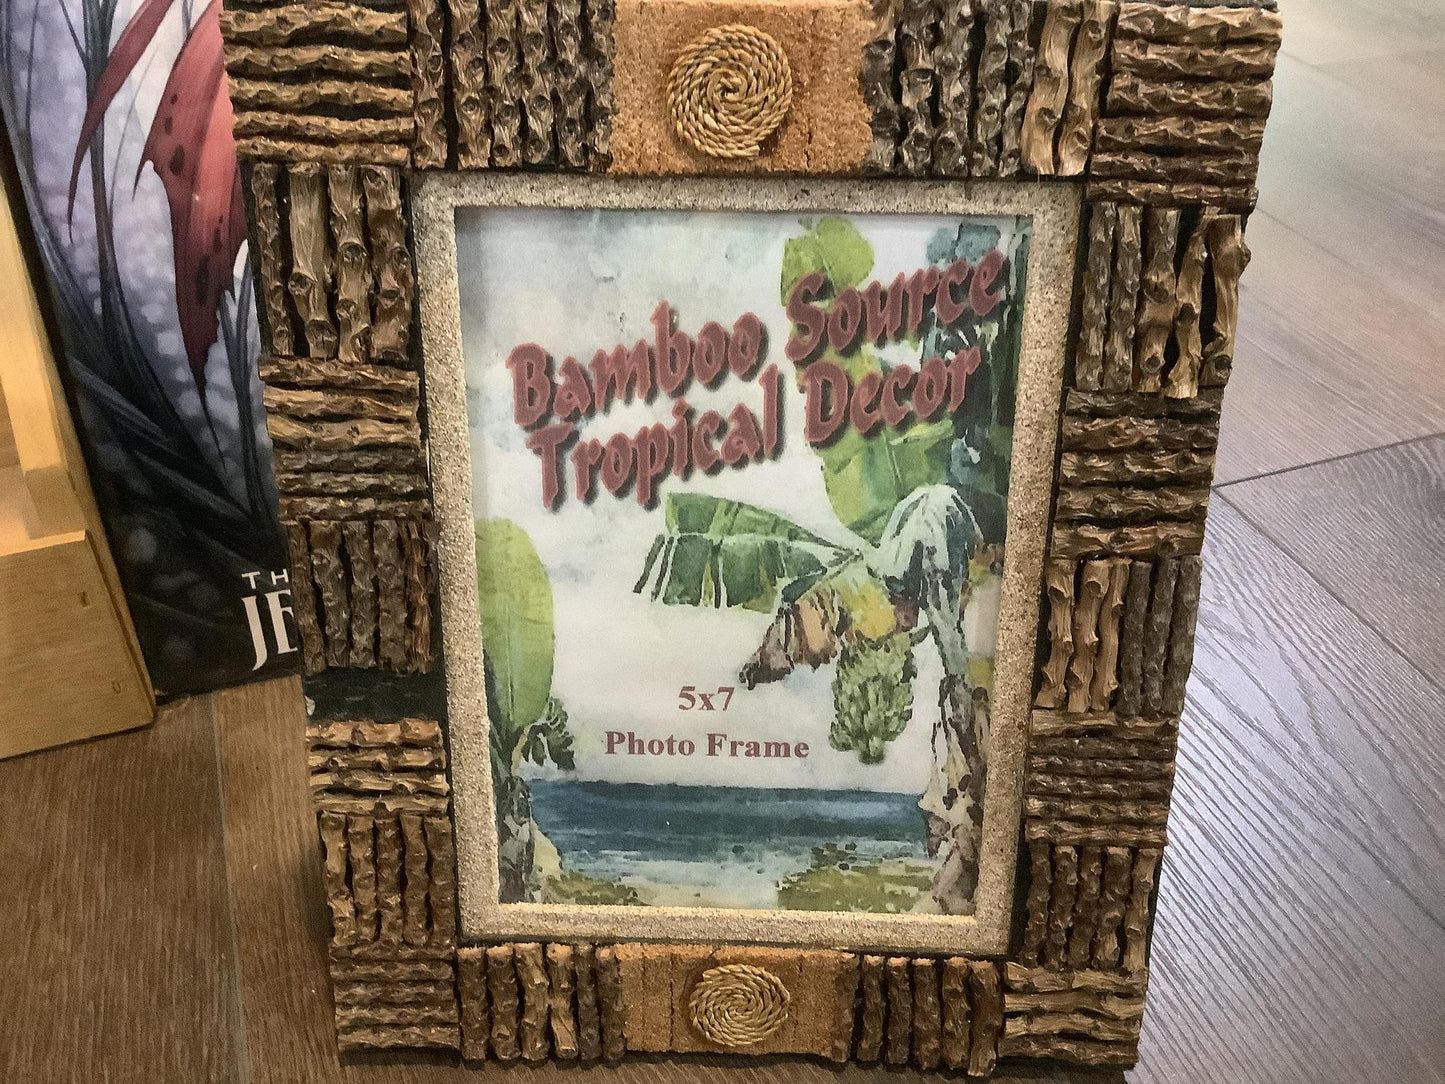 Bamboo Source
Tropical Decor
5x7
Photo Frame